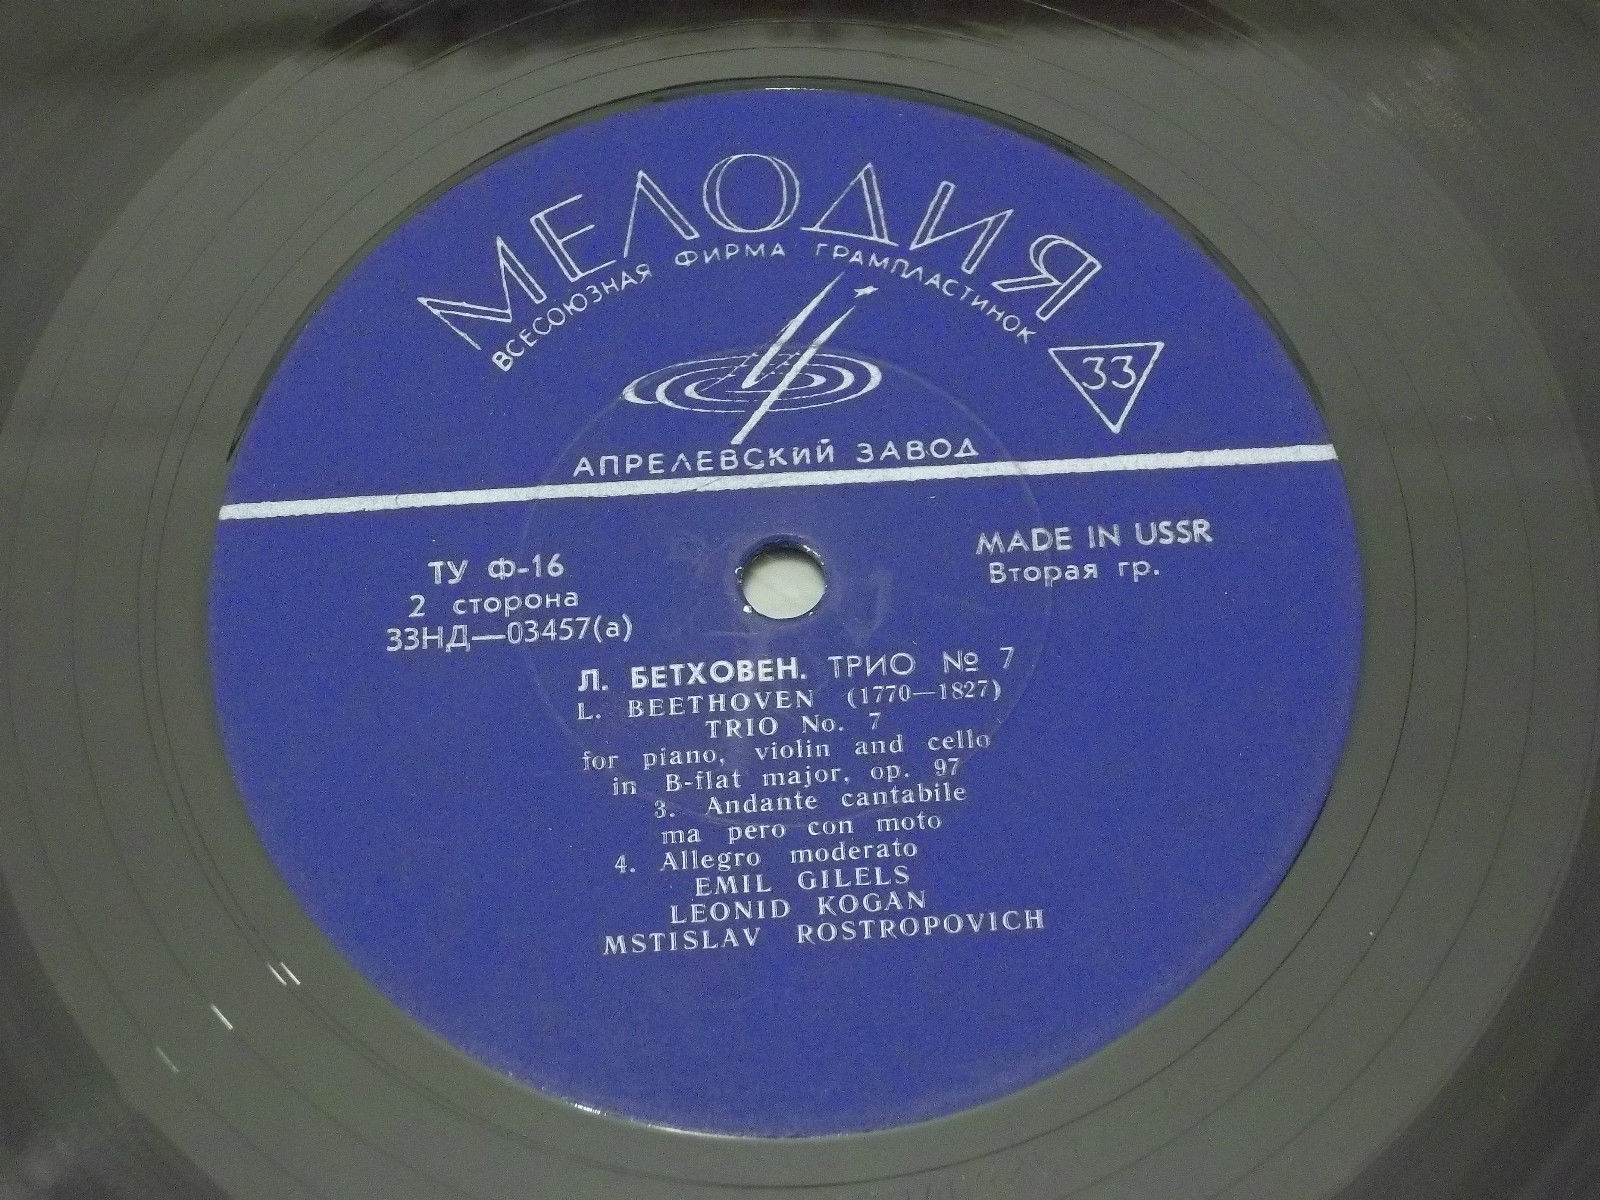 МЕЛОДИЯ
ВСЕСОЮЗНАЯ ФИРМА ГРАМПЛАСТИНОК
33
АПРЕЛЕВСКИЙ ЗАВОД
ТУ Ф-16
2 сторона
33НД—03457(а)
MADE IN USSR
Вторая гр.
Л. БЕТХОВЕН. ТРИО № 7
L. BEETHOVEN (1770—1827)
TRIO No. 7
for piano, violin and cello
in B-flat major, op. 97
3. Andante cantabile
ma pero con moto
4. Allegro moderato
EMIL GILELS
LEONID KOGAN
MSTISLAV ROSTROPOVICH